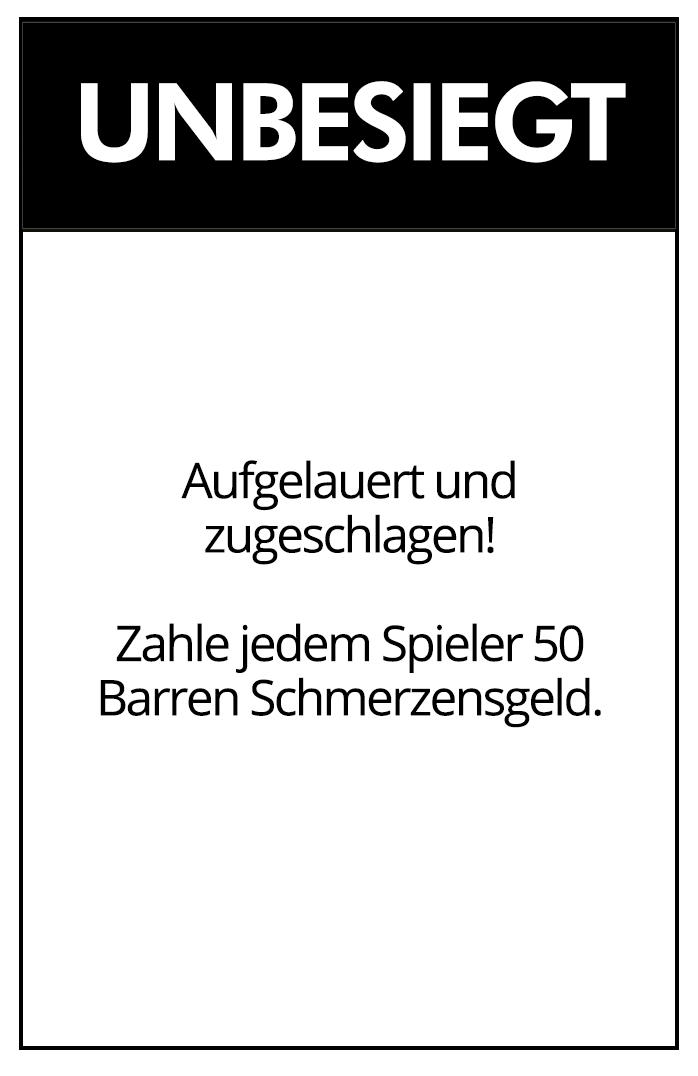 UNBESIEGT
Aufgelauert und
zugeschlagen!
Zahle jedem Spieler 50
Barren Schmerzensgeld.